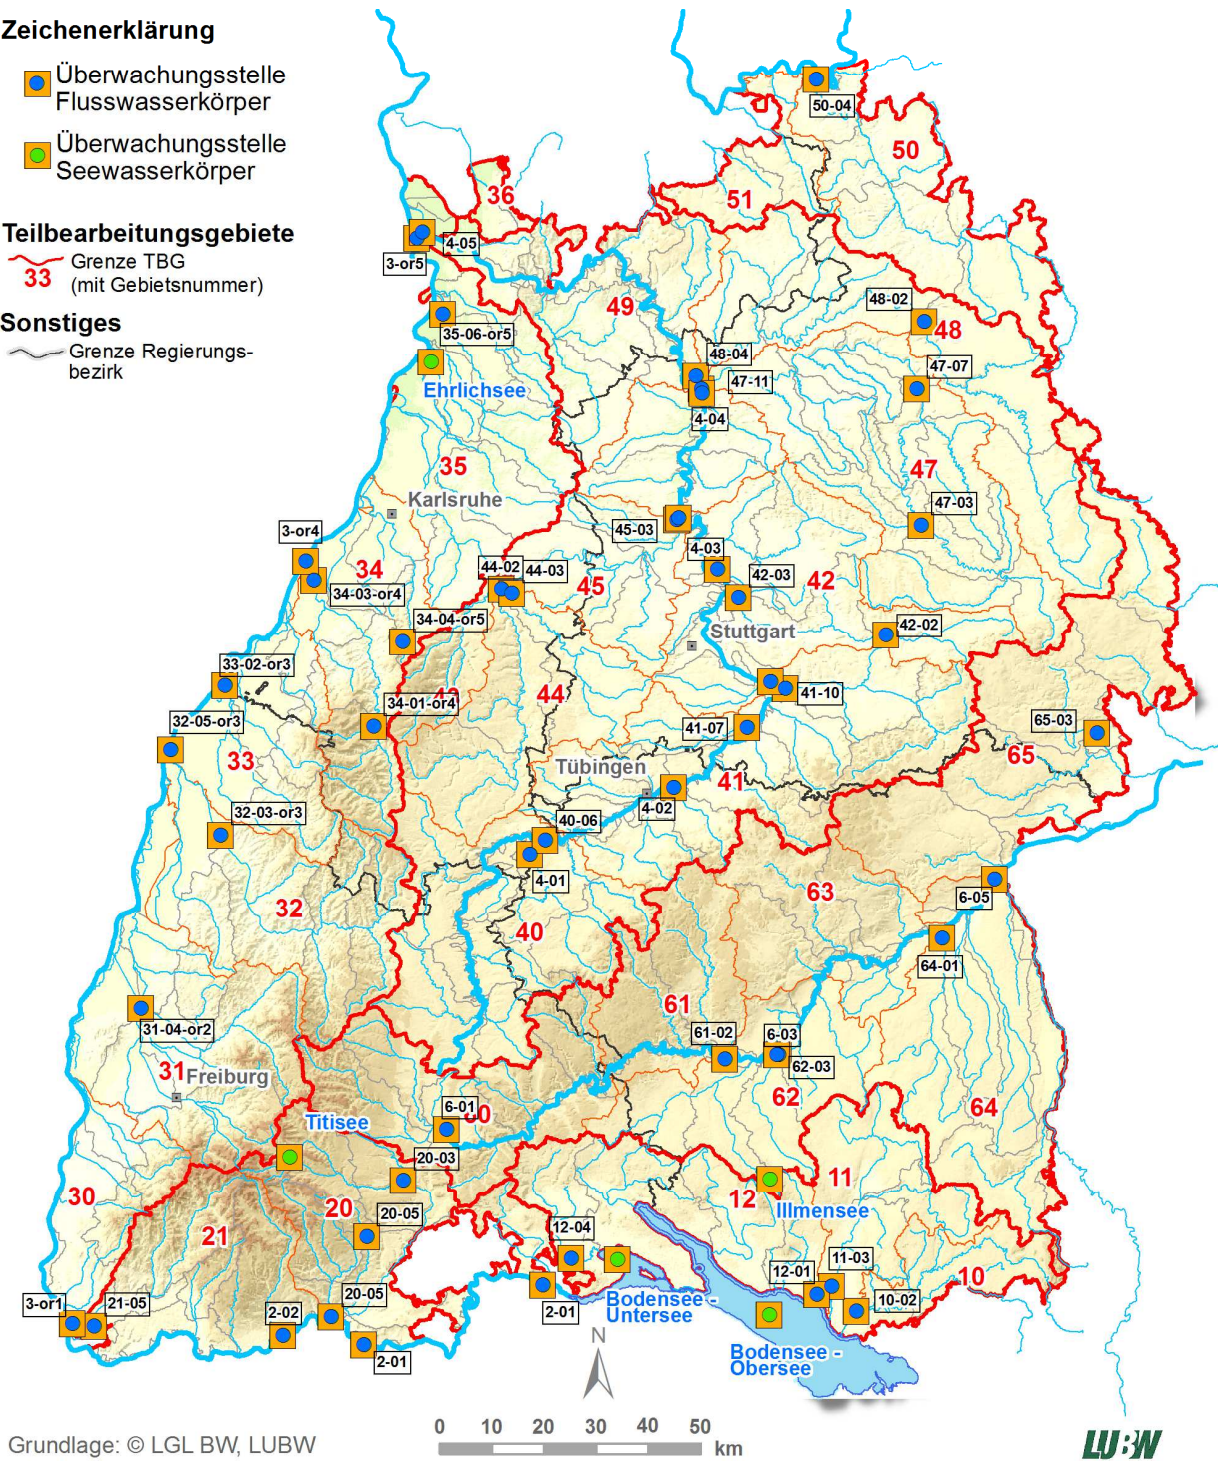 Zeichenerklärung
Überwachungsstelle
Flusswasserkörper
Überwachungsstelle
Seewasserkörper
Teilbearbeitungsgebiete
33
Grenze TBG
(mit Gebietsnummer)
Sonstiges
Grenze Regierungs-
bezirk
50-04
50
36
51
4-05
3-or5
49
48-02
35-06-or5
48
48-04
47-07
47-11
Ehrlichsee
4-04
35
47
Karlsruhe
47-03
3-or4
45-03
4-03
34
44-02
44-03
42-03
42
45
34-03-or4
34-04-or5
42-02
Stuttgart
33-02-or3
44
41-10
34-01-or4
32-05-or3
41-07
65-03
33
65
Tübingen
41
4-02
32-03-or3
40-06
4-01
63
6-05
32
40
64-01
61
31-04-or2
61-02
6-03
62-03
31
Freiburg
62
64
6-01
Titisee
20-03
11
30
12
20
Illmensee
20-05
21
12-04
11-03
12-01
10
3-or1
21-05
2-02
20-05
2-01
10-02
Bodensee -
Untersee
2-01
Bodensee -
Obersee
N
0 10 20 30 40 50
km
Grundlage: © LGL BW, LUBW
LUBW